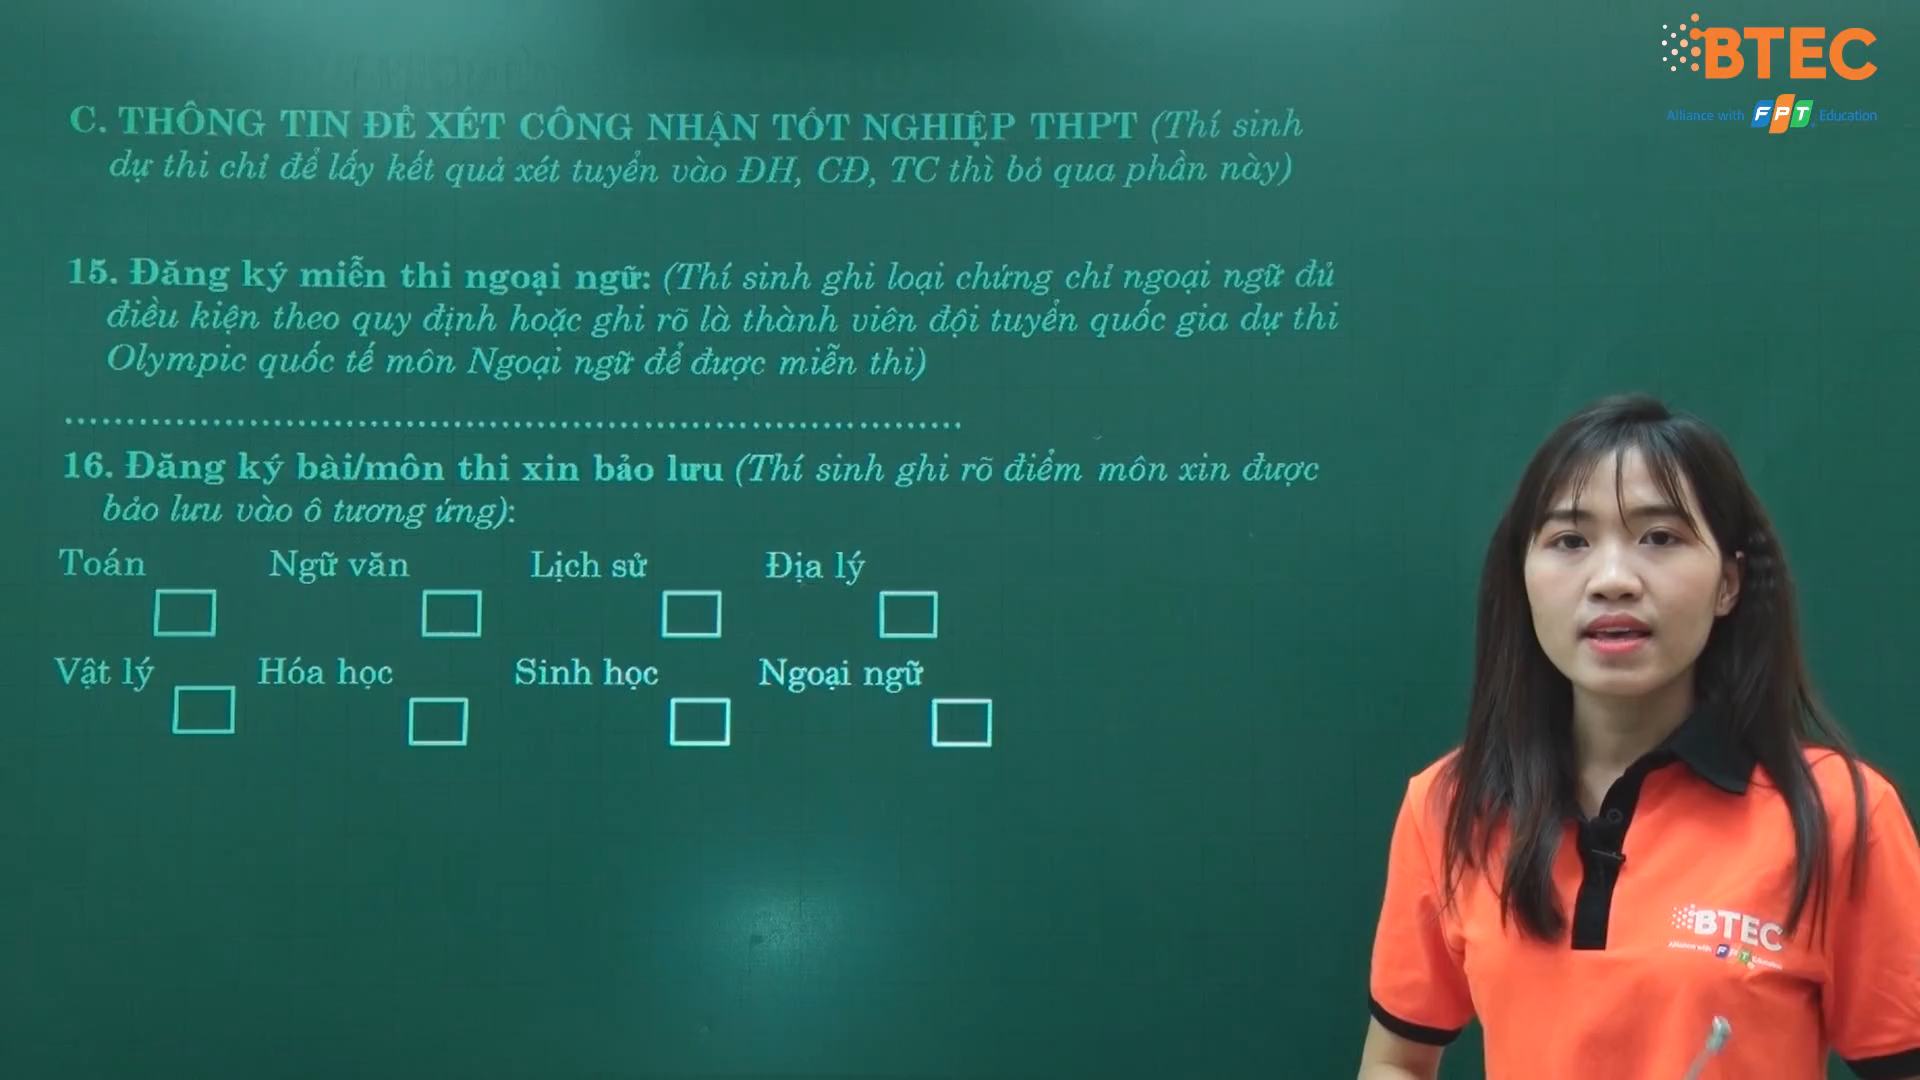 BTEC
Alliance with FPT Education
C. THÔNG TIN ĐỂ XÉT CÔNG NHẬN TỐT NGHIỆP THPT (Thí sinh
dự thi chỉ để lấy kết quả xét tuyển vào ĐH, CĐ, TC thì bỏ qua phần này)
15. Đăng ký miễn thi ngoại ngữ: (Thí sinh ghi loại chứng chỉ ngoại ngữ đủ
điều kiện theo quy định hoặc ghi rõ là thành viên đội tuyển quốc gia dự thi
Olympic quốc tế môn Ngoại ngữ để được miễn thi)
16. Đăng ký bài/môn thi xin bảo lưu (Thí sinh ghi rõ điểm môn xin được
bảo lưu vào ô tương ứng):
Toán Ngữ văn Lịch sử Địa lý
Vật lý Hóa học Sinh học Ngoại ngữ
BTEC
Alliance with FPT Education